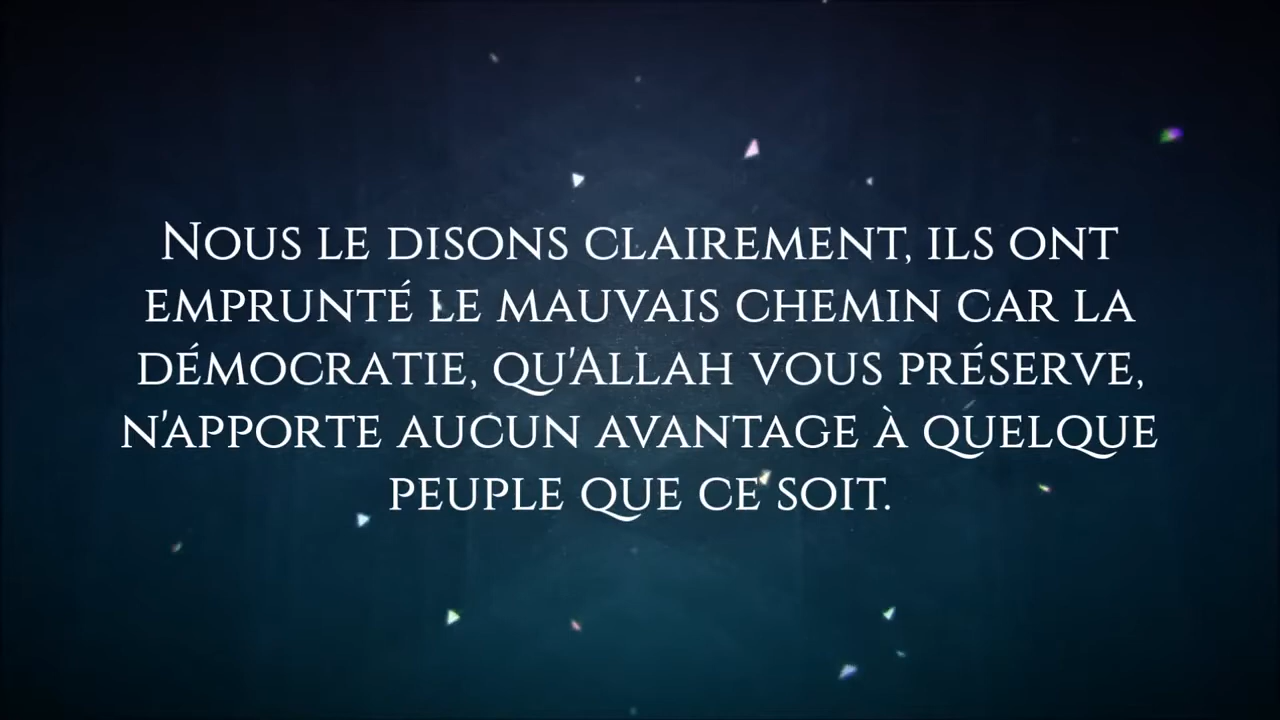 Nous le disons clairement, ils ont
emprunté le mauvais chemin car la
démocratie, qu'Allah vous préserve,
n'apporte aucun avantage à quelque
peuple que ce soit.